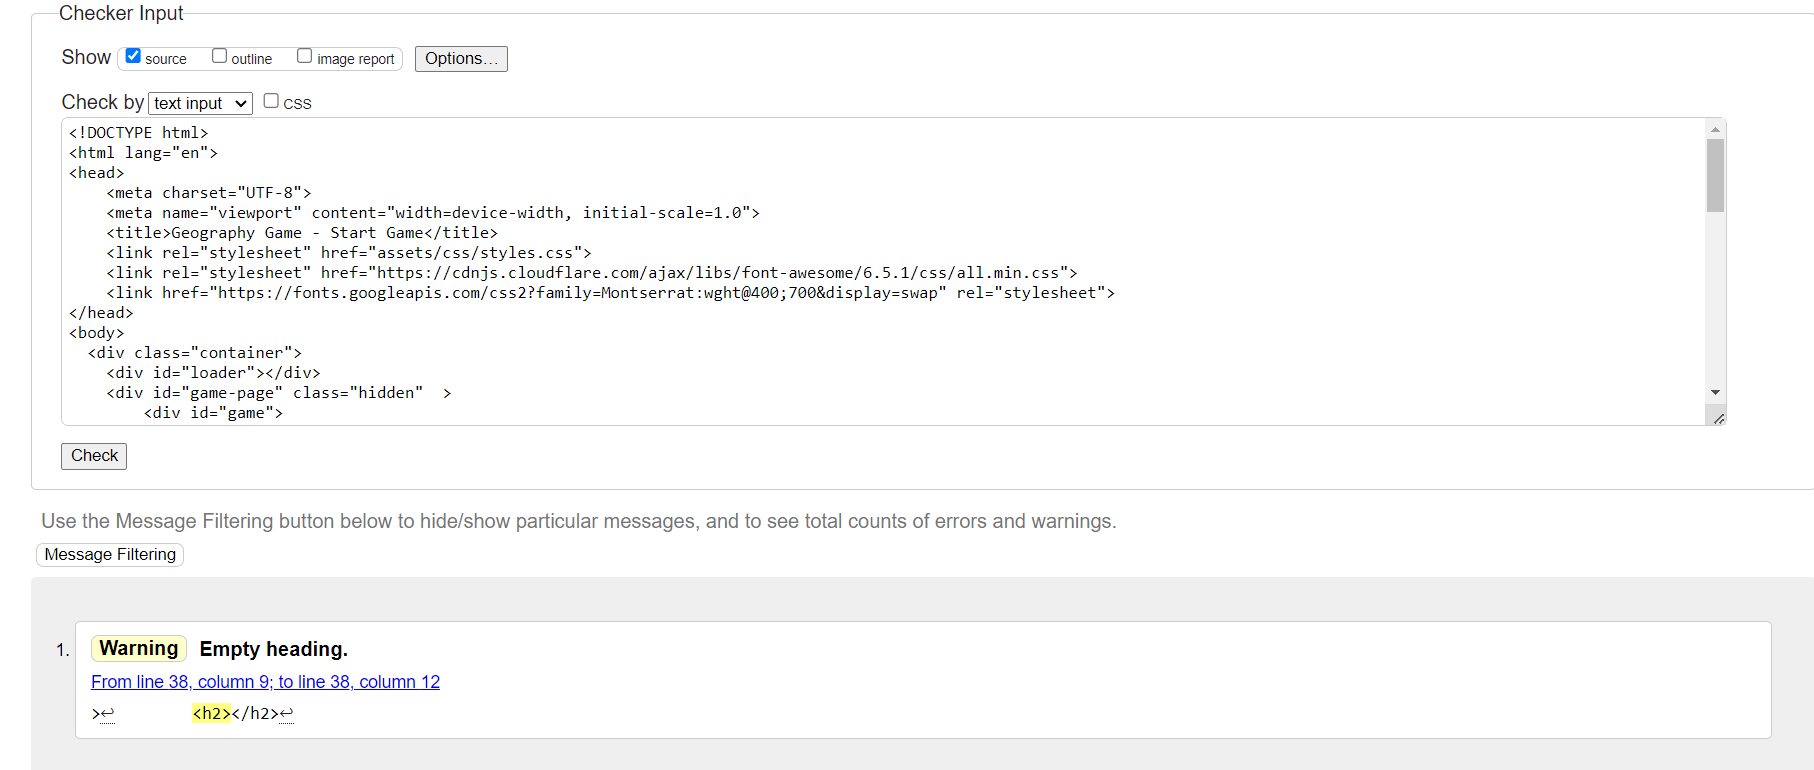 Checker Input
Show source outline image report Options...
Check by text input CSS
<!DOCTYPE html>
<html lang="en">
<head>
    <meta charset="UTF-8">
    <meta name="viewport" content="width=device-width, initial-scale=1.0">
    <title>Geography Game - Start Game</title>
    <link rel="stylesheet" href="assets/css/styles.css">
    <link rel="stylesheet" href="https://cdnjs.cloudflare.com/ajax/libs/font-awesome/6.5.1/css/all.min.css">
    <link href="https://fonts.googleapis.com/css2?family=Montserrat:wght@400;700&display=swap" rel="stylesheet">
</head>
<body>
  <div class="container">
    <div id="loader"></div>
    <div id="game-page" class="hidden"  >
        <div id="game">
Check
Use the Message Filtering button below to hide/show particular messages, and to see total counts of errors and warnings.
Message Filtering
1. Warning Empty heading.
From line 38, column 9; to line 38, column 12
>↩        <h2></h2>↩